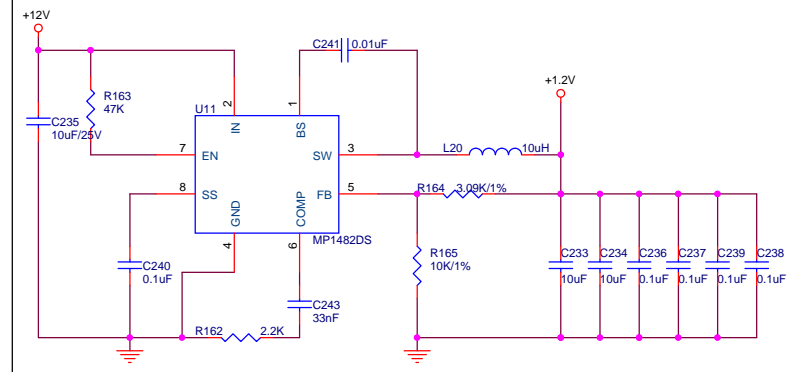 +12V
C241
0.01uF
+1.2V
R163
47K
U11
2
1
C235
10uF/25V
IN
BS
7
EN
SW
3
L20
10uH
8
SS
FB
5
R164
3.09K/1%
GND
COMP
4
6
MP1482DS
R165
10K/1%
C240
0.1uF
C233
10uF
C234
10uF
C236
0.1uF
C237
0.1uF
C239
0.1uF
C238
0.1uF
C243
33nF
R162
2.2K